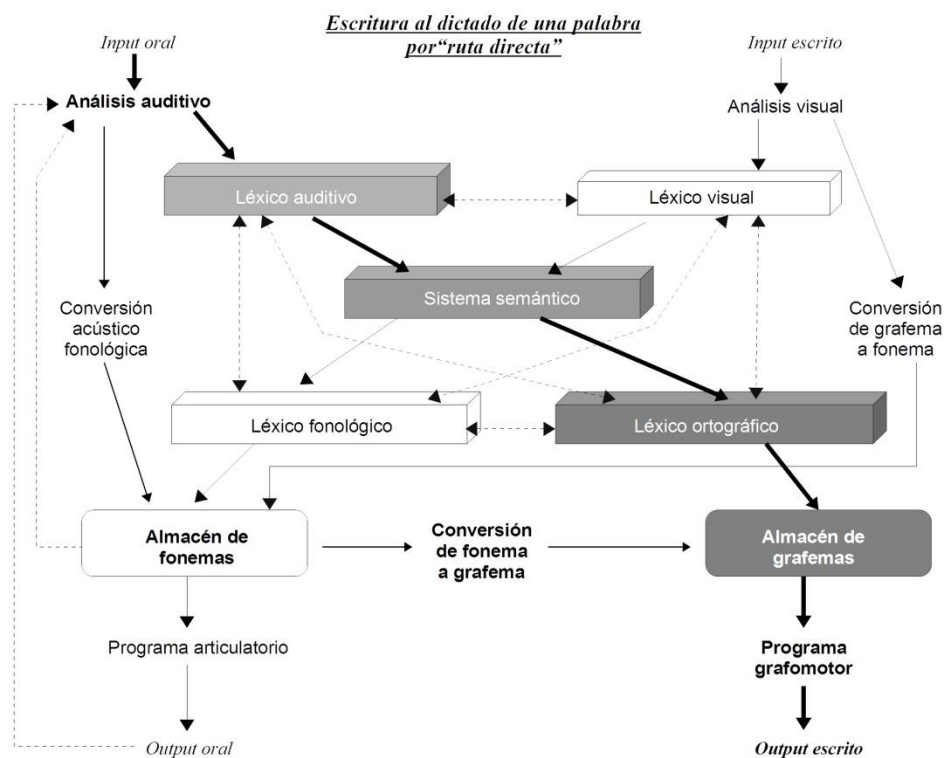 Escritura al dictado de una palabra
por“ruta directa”
Input oral
Input escrito
Análisis auditivo
Análisis visual
Léxico auditivo
Léxico visual
Sistema semántico
Conversión
acústico
fonológica
Conversión
de grafema
a fonema
Léxico fonológico
Léxico ortográfico
Almacén de
fonemas
Conversión
de fonema
a grafema
Almacén de
grafemas
Programa articulatorio
Programa
grafomotor
Output oral
Output escrito